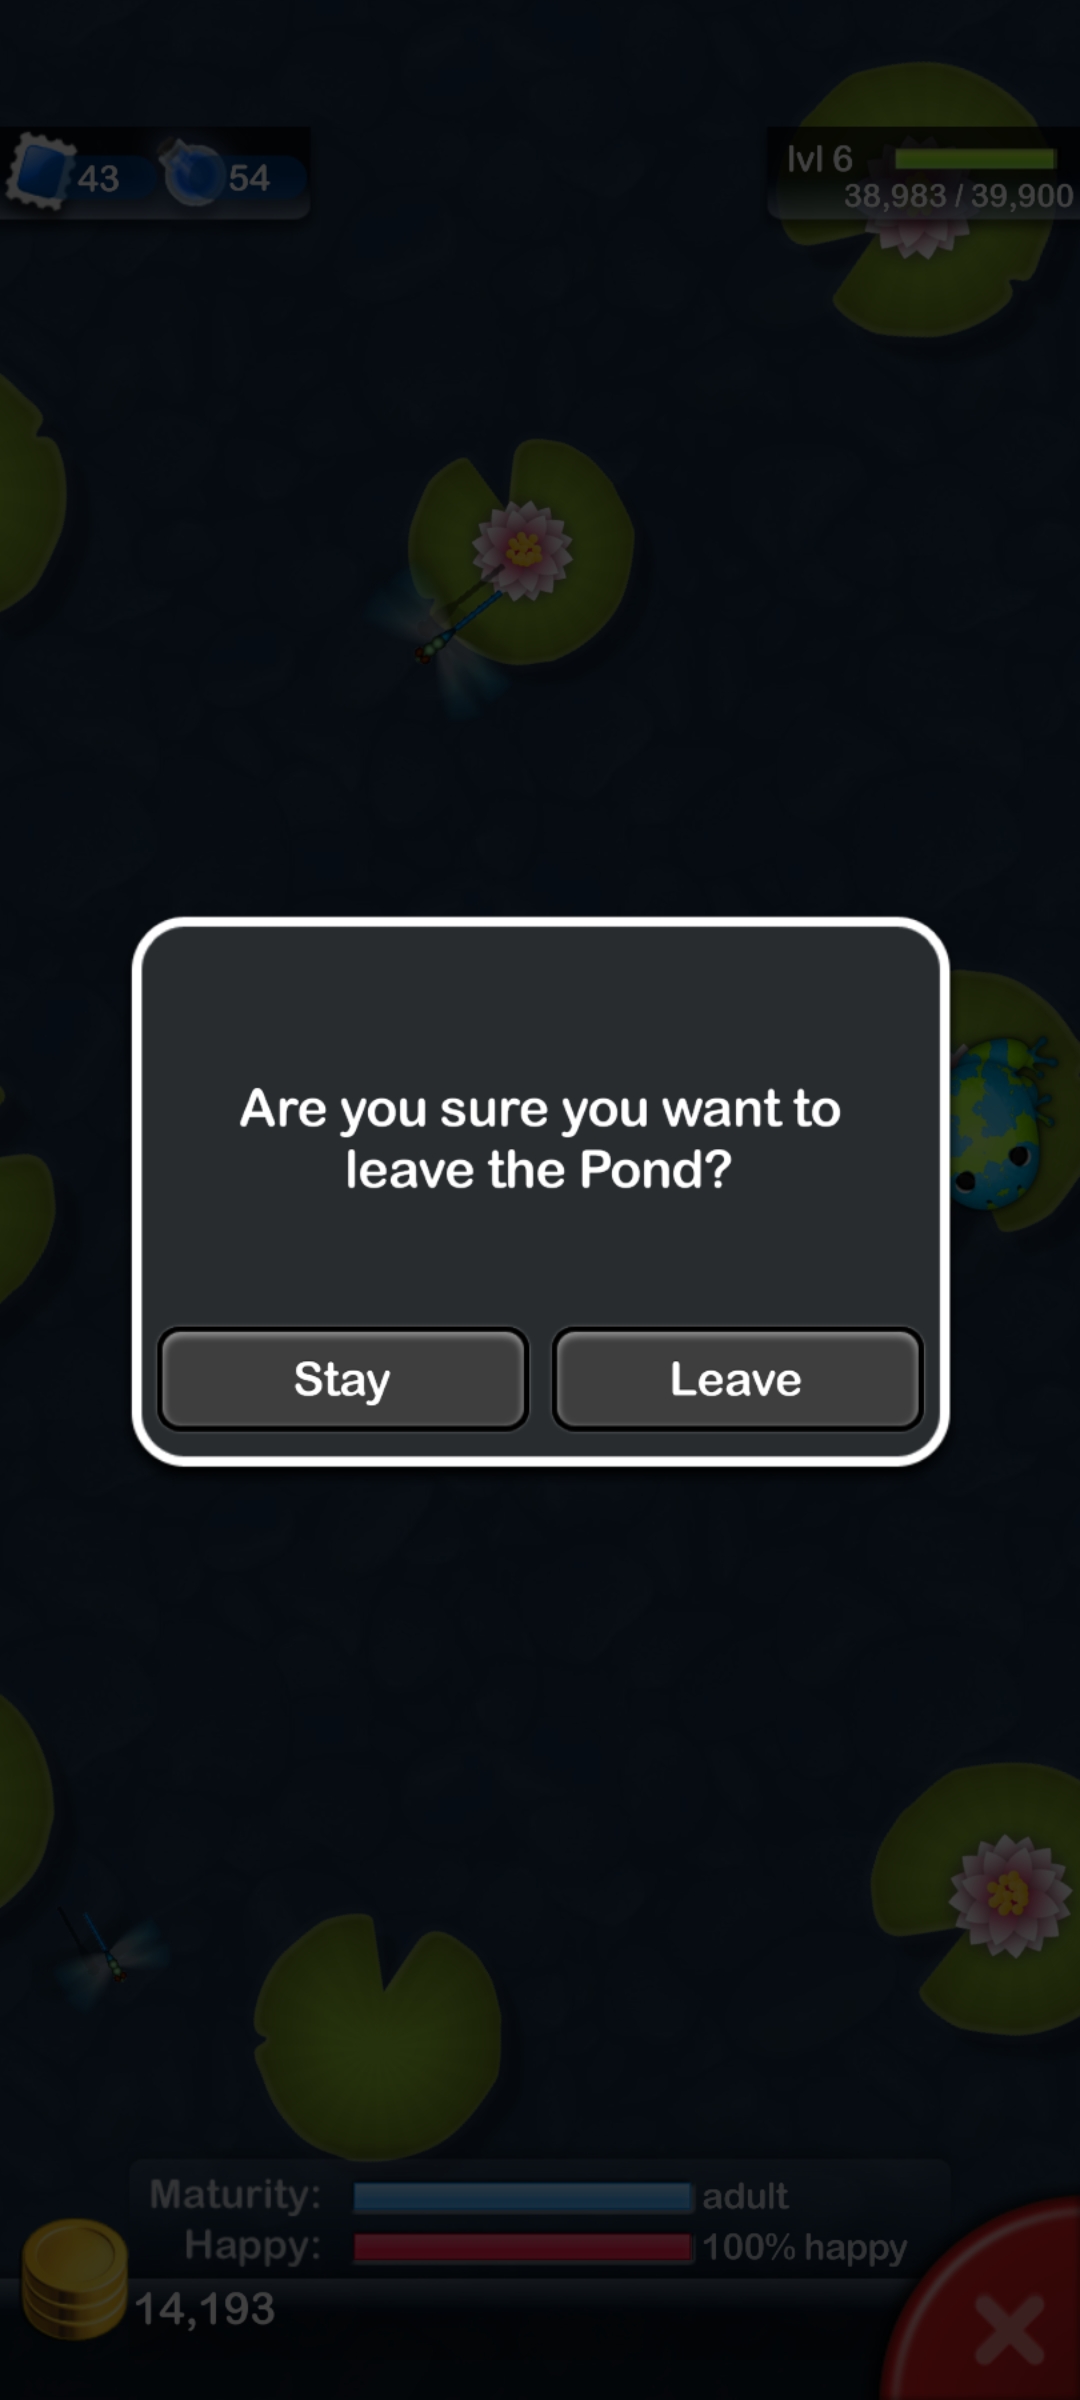 43 54
lvl 6
38,983 / 39,900
Are you sure you want to
leave the Pond?
Stay Leave
Maturity: adult
Happy: 100% happy
14,193